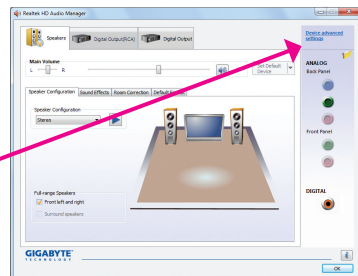 Realtek HD Audio Manager
Speakers
Digital Output(RCA)
Digital Output
Device advanced
settings
Main Volume
L
R
Set Default
Device
ANALOG
Back Panel
Speaker Configuration
Sound Effects
Room Correction
Default Format
Speaker Configuration
Stereo
Front Panel
Full-range Speakers
Front left and right
Surround speakers
DIGITAL
GIGABYTE
TECHNOLOGY
i
OK